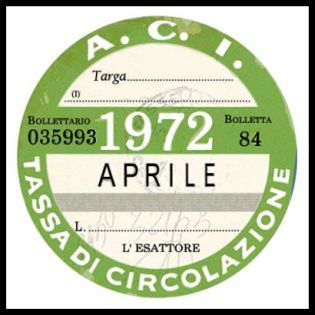 A. C. I.
Targa
(I)
BOLLETTARIO
035993
1972
BOLLETTA
84
APRILE
L.
L' ESATTORE
TASSA DI CIRCOLAZIONE